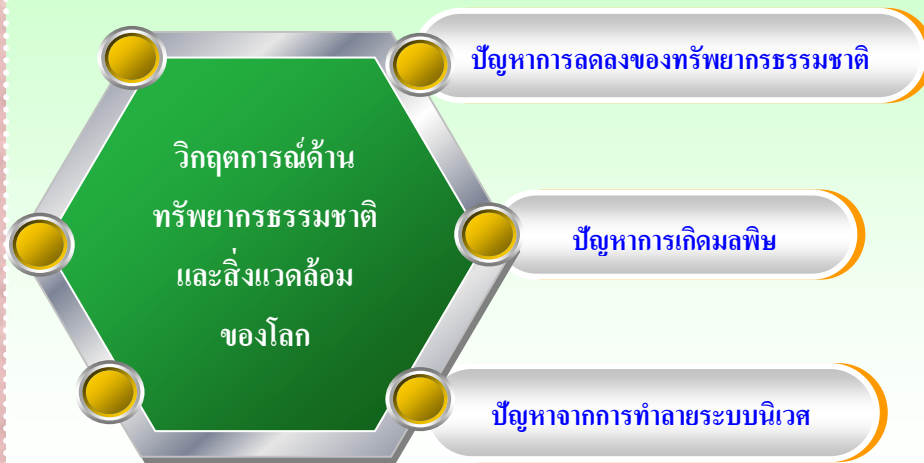 วิกฤตการณ์ด้าน
ทรัพยากรธรรมชาติ
และสิ่งแวดล้อม
ของโลก
ปัญหาการลดลงของทรัพยากรธรรมชาติ
ปัญหาการเกิดมลพิษ
ปัญหาจากการทำลายระบบนิเวศ